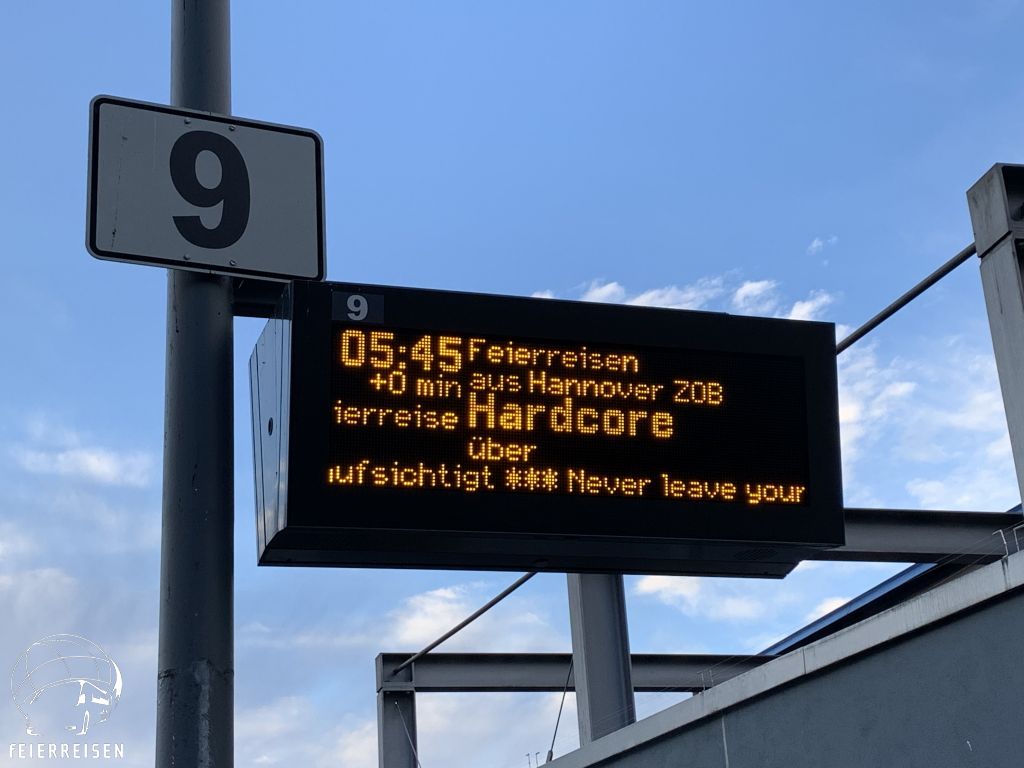 9
9
05:45 Feierreisen
+0 min aus Hannover ZOB
ierreise Hardcore
über
ufsichtigt *** Never leave your
FEIERREISEN